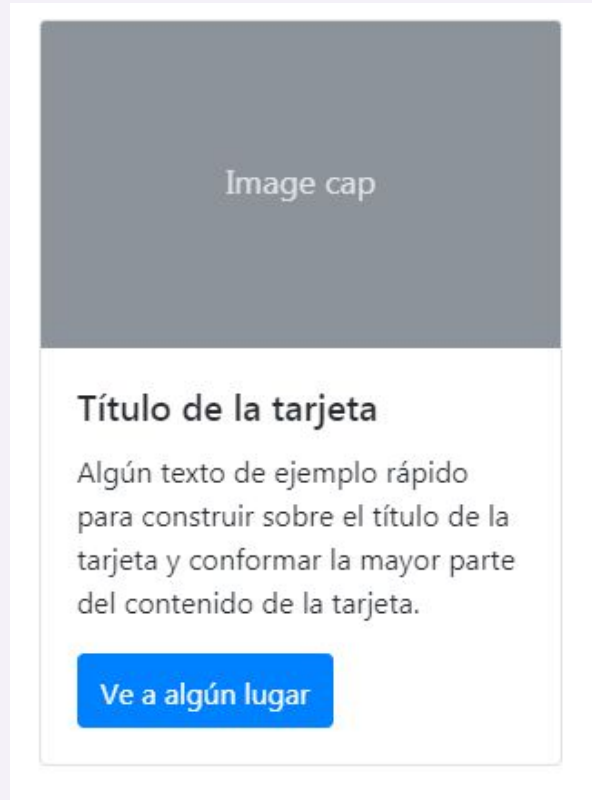 Image cap
Título de la tarjeta
Algún texto de ejemplo rápido
para construir sobre el título de la
tarjeta y conformar la mayor parte
del contenido de la tarjeta.
Ve a algún lugar